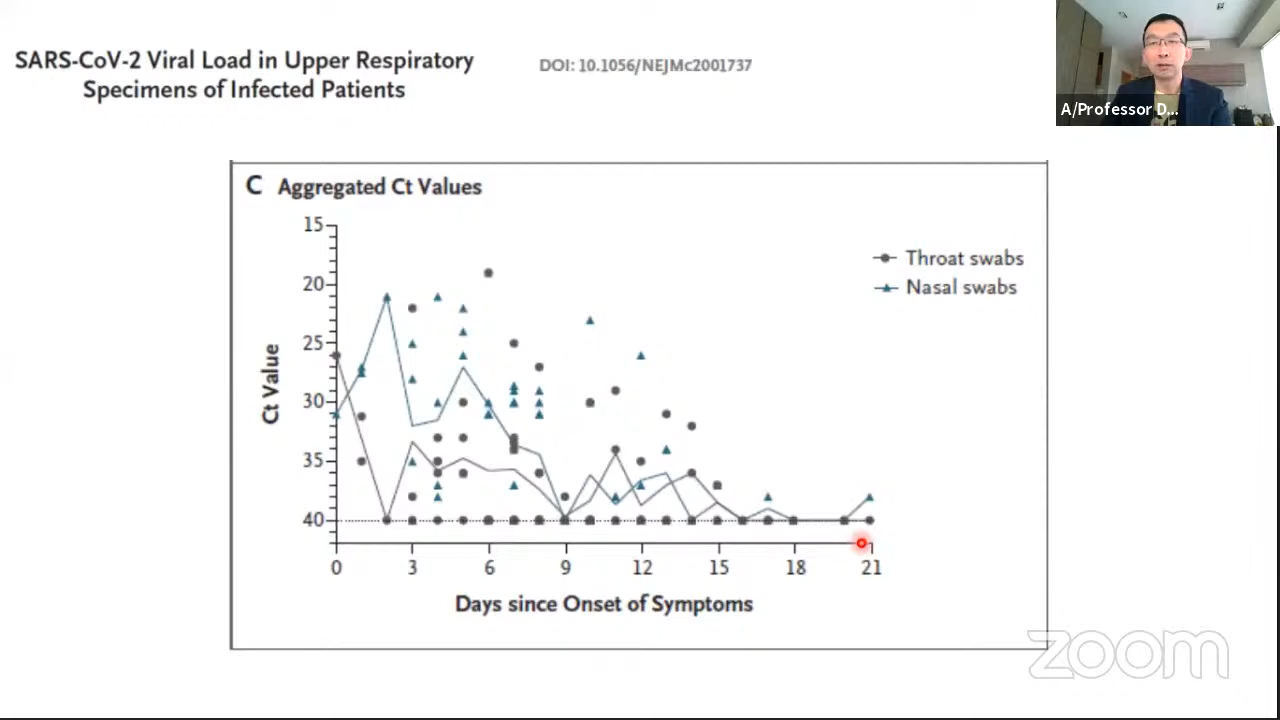 SARS-CoV-2 Viral Load in Upper Respiratory
Specimens of Infected Patients
DOI: 10.1056/NEJMc2001737
A/Professor D...
C Aggregated Ct Values
Throat swabs
Nasal swabs
Ct Value
15
20
25
30
35
40
0 3 6 9 12 15 18 21
Days since Onset of Symptoms
zoom